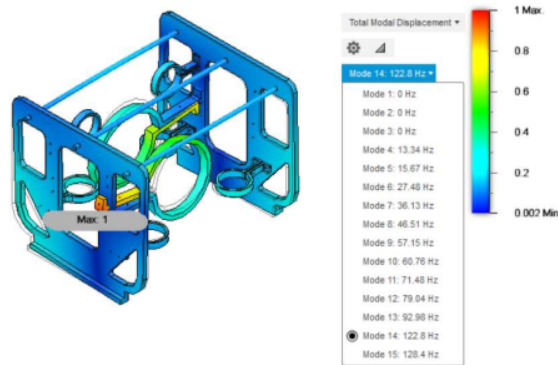 Total Modal Displacement
Mode 14: 122.8 Hz
Mode 1: 0 Hz
Mode 2: 0 Hz
Mode 3: 0 Hz
Mode 4: 13.34 Hz
Mode 5: 15.67 Hz
Mode 6: 27.48 Hz
Mode 7: 36.13 Hz
Mode 8: 46.51 Hz
Mode 9: 57.15 Hz
Mode 10: 60.76 Hz
Mode 11: 71.48 Hz
Mode 12: 79.04 Hz
Mode 13: 92.98 Hz
Mode 14: 122.8 Hz
Mode 15: 128.4 Hz
1 Max.
0.8
0.6
0.4
0.2
0.002 Min
Max: 1